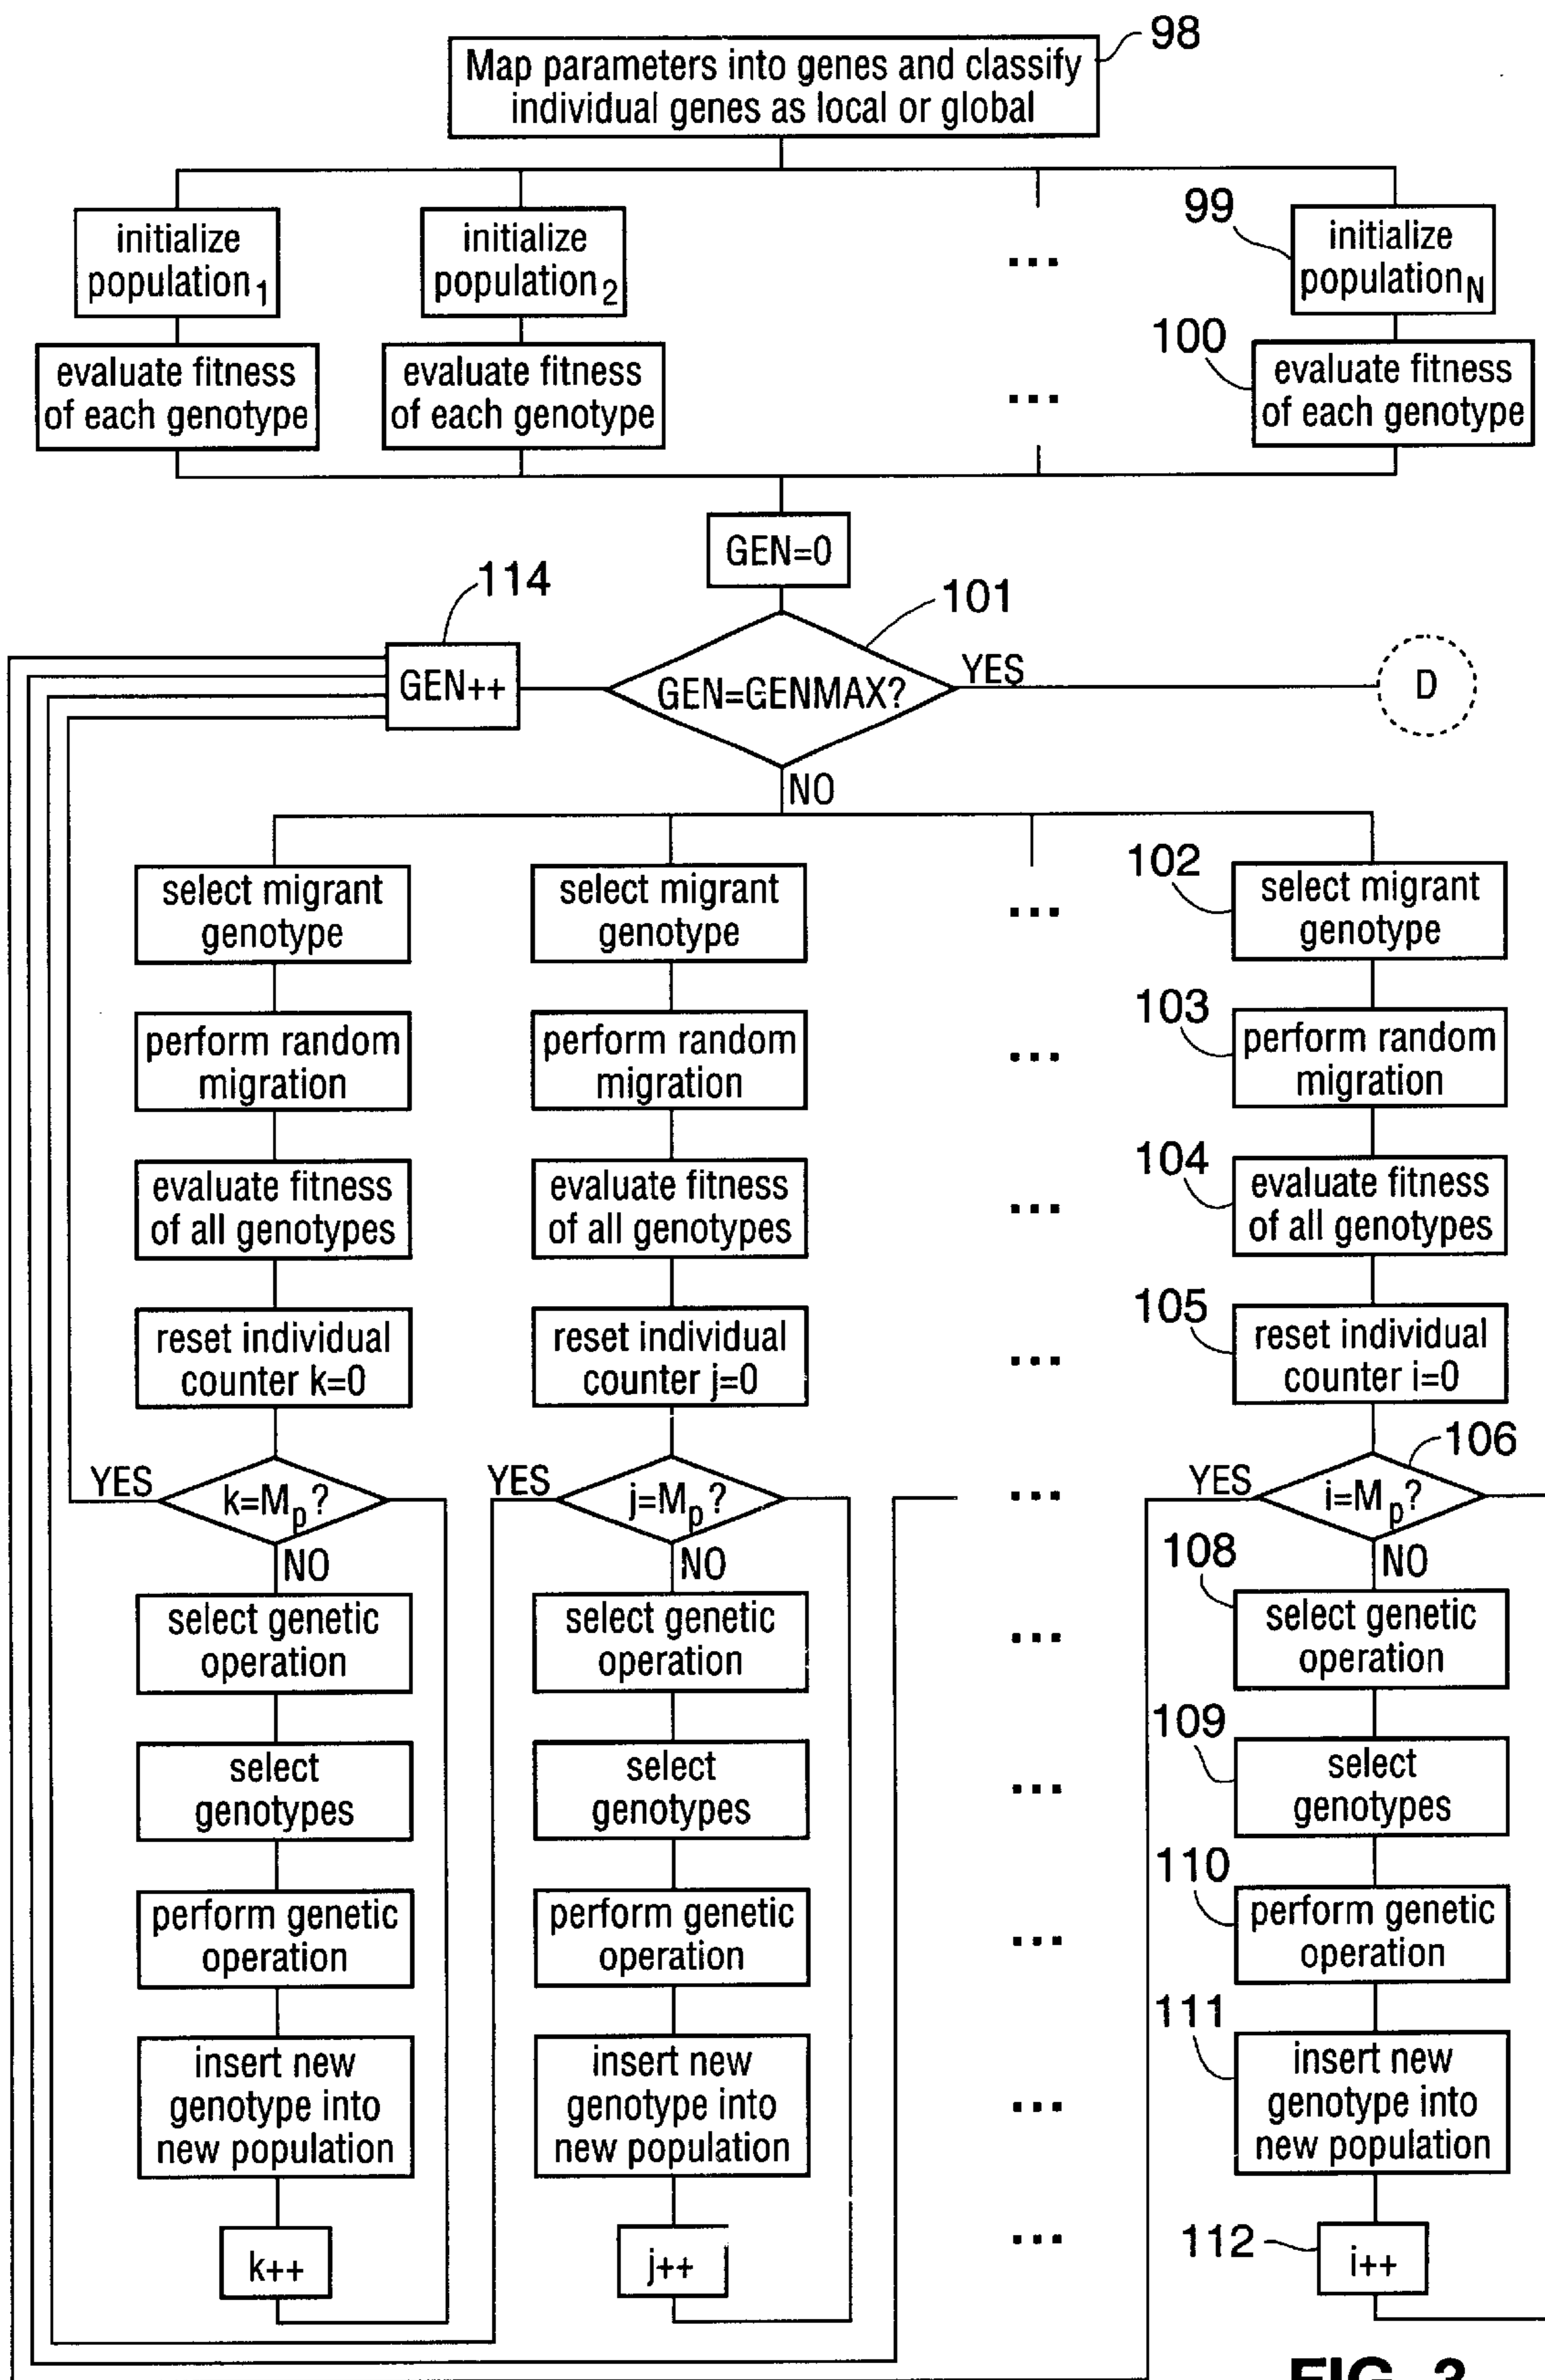 98
Map parameters into genes and classify
individual genes as local or global
99
initialize
population1
initialize
population2
...
initialize
populationN
100
evaluate fitness
of each genotype
evaluate fitness
of each genotype
...
evaluate fitness
of each genotype
GEN=0
114
101
GEN++
GEN=GENMAX?
YES
D
NO
102
select migrant
genotype
select migrant
genotype
...
select migrant
genotype
103
perform random
migration
perform random
migration
...
perform random
migration
104
evaluate fitness
of all genotypes
evaluate fitness
of all genotypes
...
evaluate fitness
of all genotypes
105
reset individual
counter k=0
reset individual
counter j=0
...
reset individual
counter i=0
106
YES
k=Mp?
YES
j=Mp?
...
YES
i=Mp?
NO
NO
NO
108
select genetic
operation
select genetic
operation
...
select genetic
operation
109
select
genotypes
select
genotypes
...
select
genotypes
110
perform genetic
operation
perform genetic
operation
...
perform genetic
operation
111
insert new
genotype into
new population
insert new
genotype into
new population
...
insert new
genotype into
new population
k++
j++
...
112
i++
FIG. 3